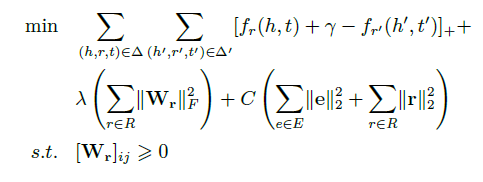 min ∑_{(h,r,t)∈Δ} ∑_{(h′,r′,t′)∈Δ′} [f_r(h,t) + γ − f_{r′}(h′,t′)]_+ +
λ ( ∑_{r∈R} ‖W_r‖_F^2 ) + C ( ∑_{e∈E} ‖e‖_2^2 + ∑_{r∈R} ‖r‖_2^2 )
s.t. [W_r]_{ij} ⩾ 0